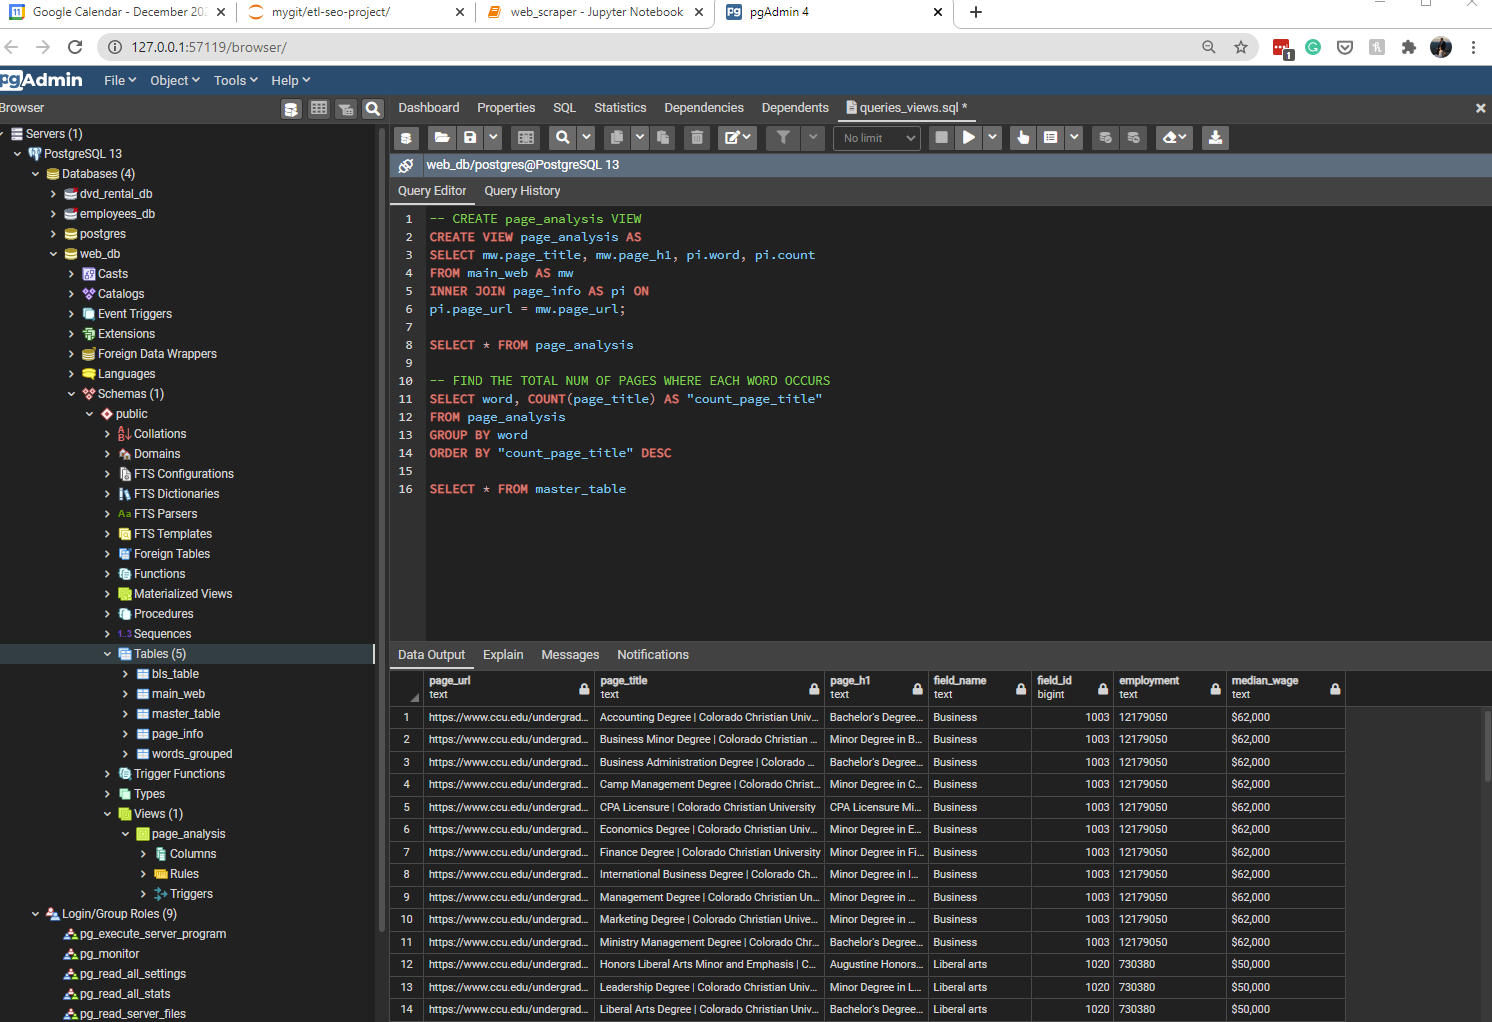 Google Calendar - December 202
mygit/etl-seo-project/
web_scraper - Jupyter Notebook
pgAdmin 4
127.0.0.1:57119/browser/
1
pgAdmin
File Object Tools Help
Browser
Dashboard Properties SQL Statistics Dependencies Dependents queries_views.sql *
No limit
web_db/postgres@PostgreSQL 13
Query Editor Query History
Servers (1)
PostgreSQL 13
Databases (4)
dvd_rental_db
employees_db
postgres
web_db
Casts
Catalogs
Event Triggers
Extensions
Foreign Data Wrappers
Languages
Schemas (1)
public
Collations
Domains
FTS Configurations
FTS Dictionaries
Aa FTS Parsers
FTS Templates
Foreign Tables
Functions
Materialized Views
Procedures
1..3 Sequences
Tables (5)
bls_table
main_web
master_table
page_info
words_grouped
Trigger Functions
Types
Views (1)
page_analysis
Columns
Rules
Triggers
Login/Group Roles (9)
pg_execute_server_program
pg_monitor
pg_read_all_settings
pg_read_all_stats
pg_read_server_files
1 -- CREATE page_analysis VIEW
2 CREATE VIEW page_analysis AS
3 SELECT mw.page_title, mw.page_h1, pi.word, pi.count
4 FROM main_web AS mw
5 INNER JOIN page_info AS pi ON
6 pi.page_url = mw.page_url;
7
8 SELECT * FROM page_analysis
9
10 -- FIND THE TOTAL NUM OF PAGES WHERE EACH WORD OCCURS
11 SELECT word, COUNT(page_title) AS "count_page_title"
12 FROM page_analysis
13 GROUP BY word
14 ORDER BY "count_page_title" DESC
15
16 SELECT * FROM master_table
Data Output Explain Messages Notifications
page_url page_title page_h1 field_name field_id employment median_wage
text text text text bigint text text
1 https://www.ccu.edu/undergrad... Accounting Degree | Colorado Christian Univ... Bachelor's Degree... Business 1003 12179050 $62,000
2 https://www.ccu.edu/undergrad... Business Minor Degree | Colorado Christian ... Minor Degree in B... Business 1003 12179050 $62,000
3 https://www.ccu.edu/undergrad... Business Administration Degree | Colorado ... Bachelor's Degree... Business 1003 12179050 $62,000
4 https://www.ccu.edu/undergrad... Camp Management Degree | Colorado Christ... Minor Degree in C... Business 1003 12179050 $62,000
5 https://www.ccu.edu/undergrad... CPA Licensure | Colorado Christian University CPA Licensure Mi... Business 1003 12179050 $62,000
6 https://www.ccu.edu/undergrad... Economics Degree | Colorado Christian Univ... Minor Degree in E... Business 1003 12179050 $62,000
7 https://www.ccu.edu/undergrad... Finance Degree | Colorado Christian University Minor Degree in Fi... Business 1003 12179050 $62,000
8 https://www.ccu.edu/undergrad... International Business Degree | Colorado Ch... Minor Degree in I... Business 1003 12179050 $62,000
9 https://www.ccu.edu/undergrad... Management Degree | Colorado Christian Un... Minor Degree in ... Business 1003 12179050 $62,000
10 https://www.ccu.edu/undergrad... Marketing Degree | Colorado Christian Unive... Minor Degree in ... Business 1003 12179050 $62,000
11 https://www.ccu.edu/undergrad... Ministry Management Degree | Colorado Chr... Bachelor's Degree... Business 1003 12179050 $62,000
12 https://www.ccu.edu/undergrad... Honors Liberal Arts Minor and Emphasis | C... Augustine Honors... Liberal arts 1020 730380 $50,000
13 https://www.ccu.edu/undergrad... Leadership Degree | Colorado Christian Univ... Minor Degree in L... Liberal arts 1020 730380 $50,000
14 https://www.ccu.edu/undergrad... Liberal Arts Degree | Colorado Christian Univ... Bachelor's Degree... Liberal arts 1020 730380 $50,000